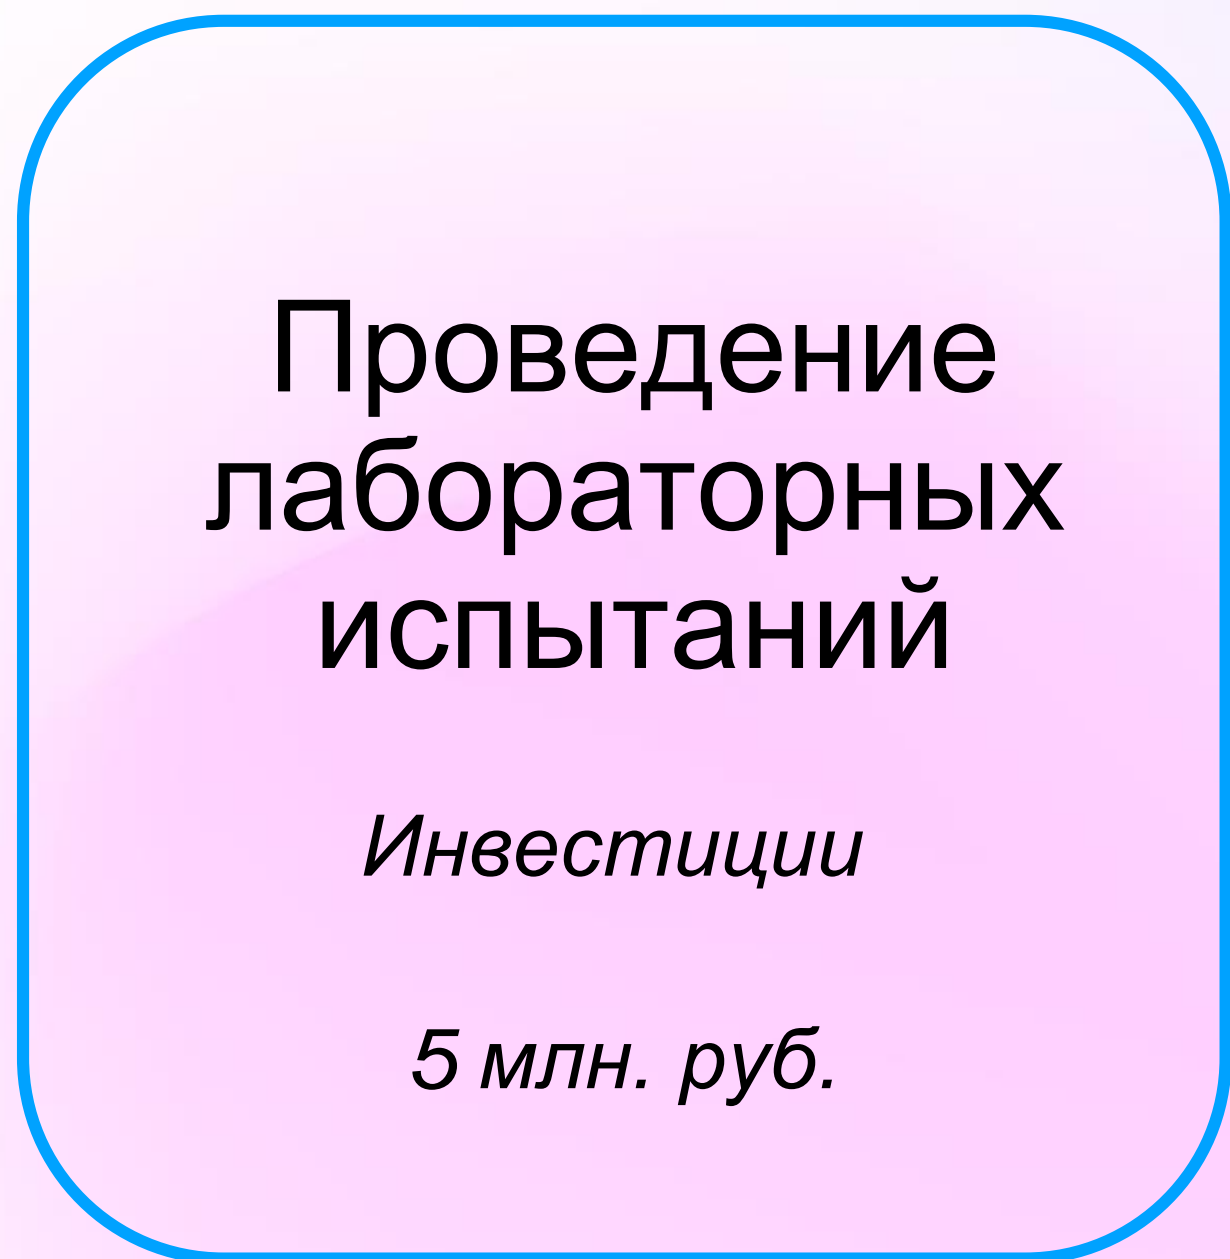 Проведение
лабораторных
испытаний
Инвестиции
5 млн. руб.